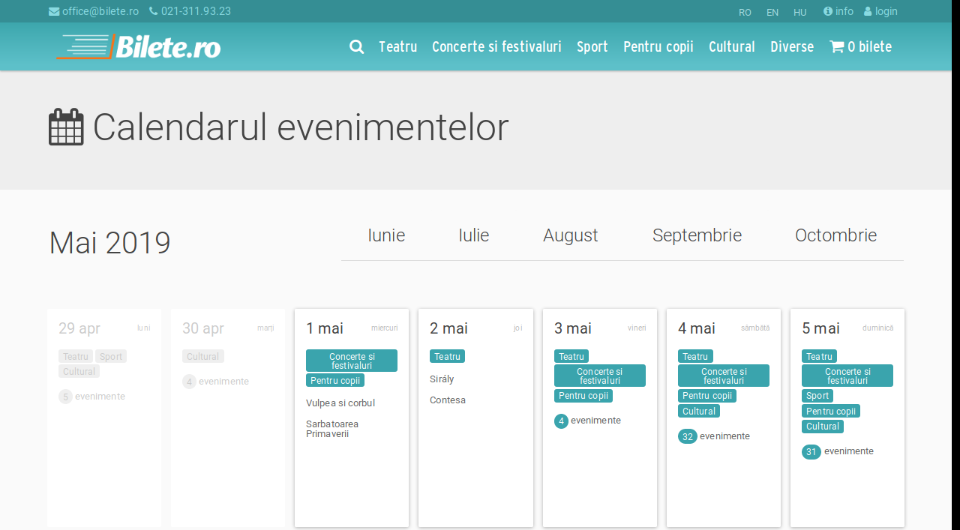 office@bilete.ro 021-311.93.23 RO EN HU info login
Bilete.ro Teatru Concerte si festivaluri Sport Pentru copii Cultural Diverse 0 bilete
Calendarul evenimentelor
Mai 2019 Iunie Iulie August Septembrie Octombrie
29 apr luni
Teatru Sport
Cultural
5 evenimente
30 apr marți
Cultural
4 evenimente
1 mai miercuri
Concerte si
festivaluri
Pentru copii
Vulpea si corbul
Sarbatoarea
Primaverii
2 mai joi
Teatru
Sirály
Contesa
3 mai vineri
Teatru
Concerte si
festivaluri
Pentru copii
4 evenimente
4 mai sâmbătă
Teatru
Concerte si
festivaluri
Pentru copii
Cultural
32 evenimente
5 mai duminică
Teatru
Concerte si
festivaluri
Sport
Pentru copii
Cultural
31 evenimente